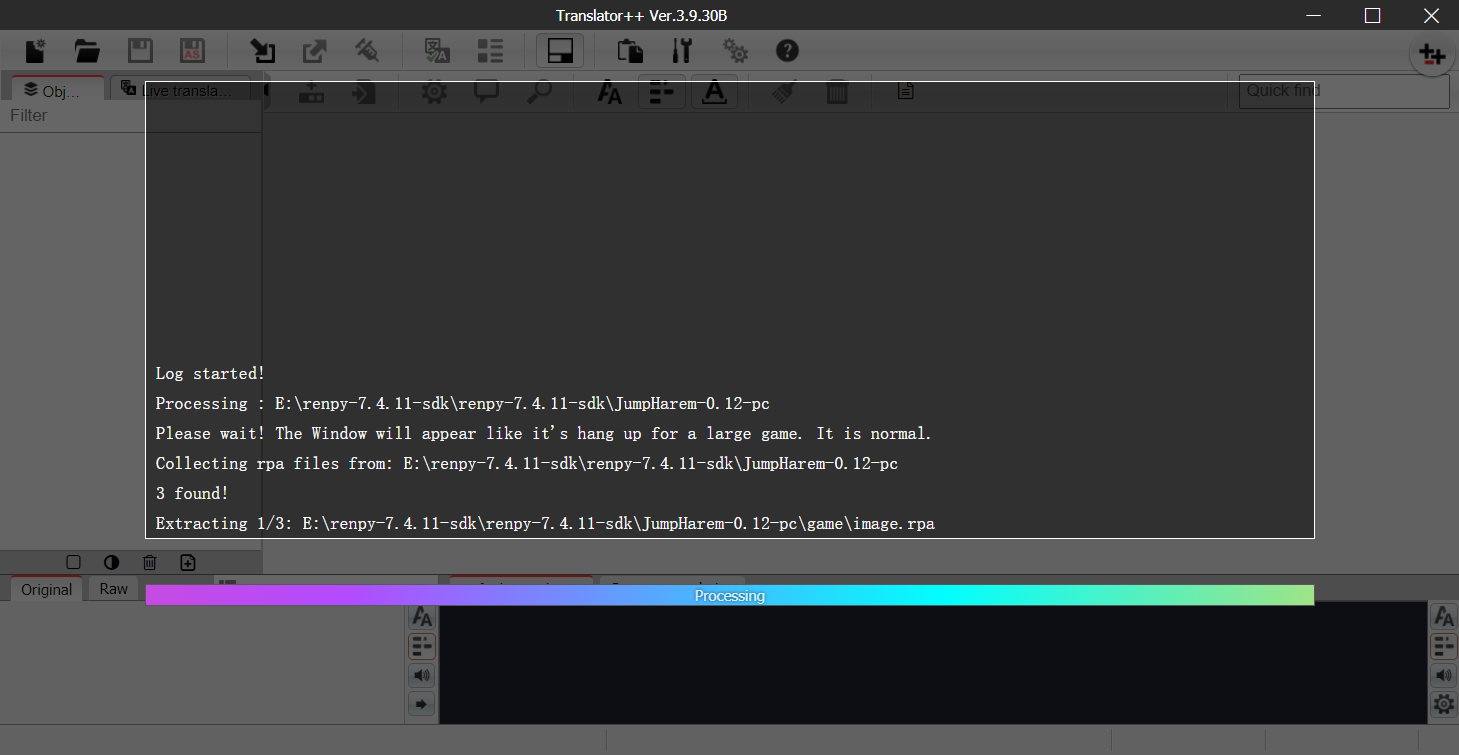 Translator++ Ver.3.9.30B
AS
Obj...
Live transla...
Quick find
Filter
Log started!
Processing : E:\renpy-7.4.11-sdk\renpy-7.4.11-sdk\JumpHarem-0.12-pc
Please wait! The Window will appear like it's hang up for a large game. It is normal.
Collecting rpa files from: E:\renpy-7.4.11-sdk\renpy-7.4.11-sdk\JumpHarem-0.12-pc
3 found!
Extracting 1/3: E:\renpy-7.4.11-sdk\renpy-7.4.11-sdk\JumpHarem-0.12-pc\game\image.rpa
Original
Raw
Processing